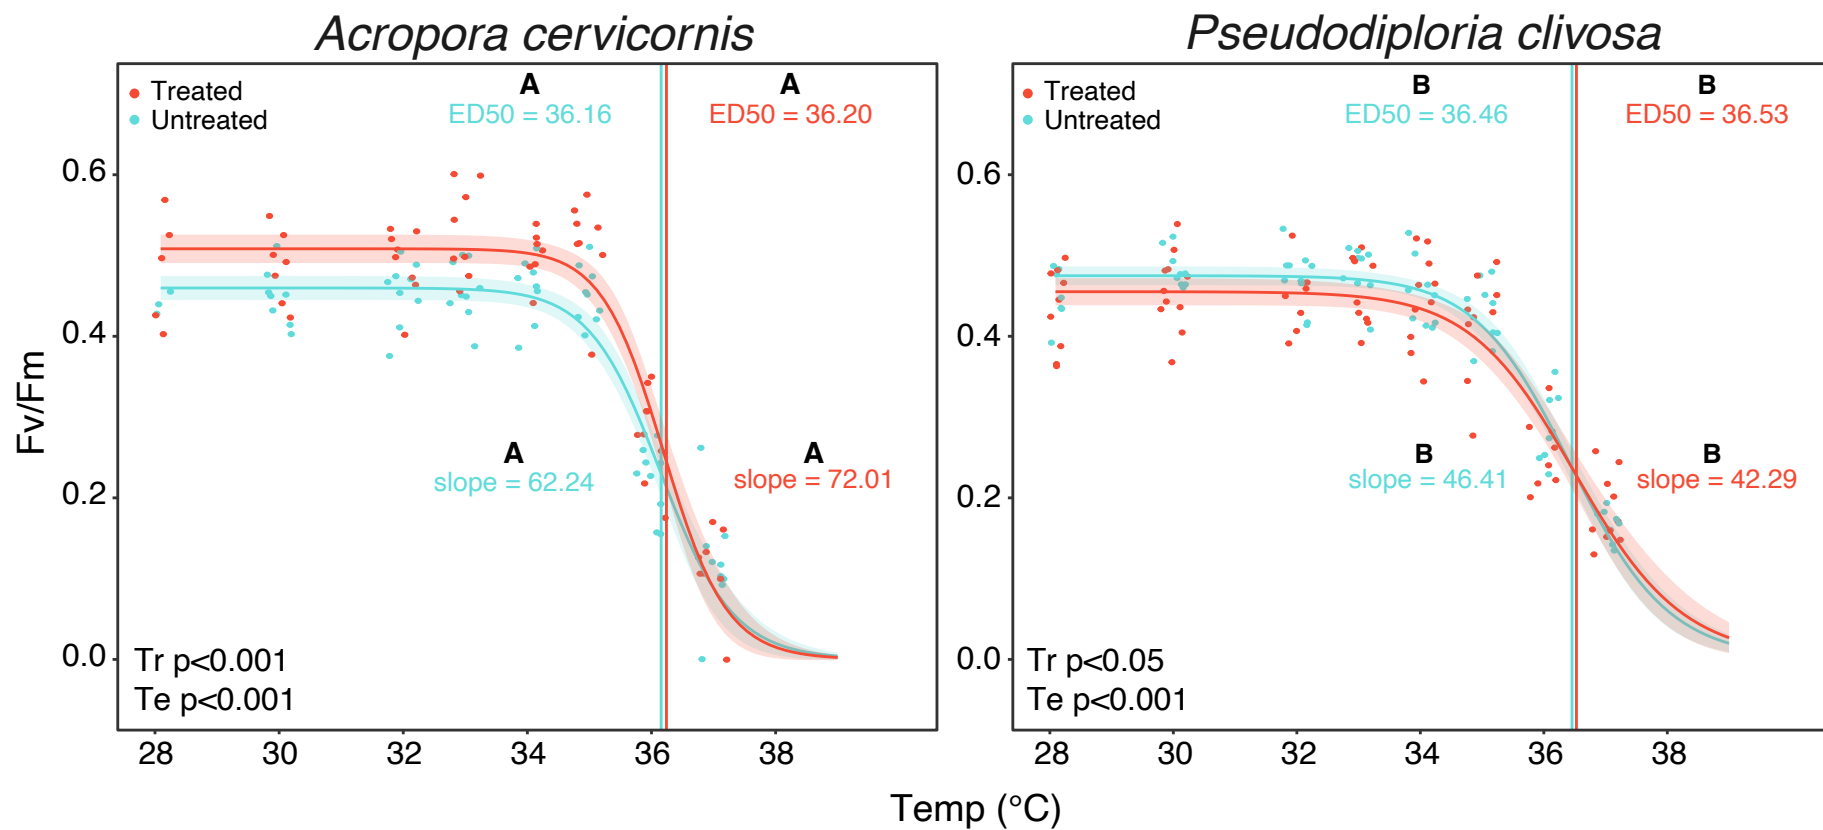 Acropora cervicornis
Treated
Untreated
A
ED50 = 36.16
A
ED50 = 36.20
0.6
0.4
0.2
0.0
A
slope = 62.24
A
slope = 72.01
Tr p<0.001
Te p<0.001
28 30 32 34 36 38
Pseudodiploria clivosa
Treated
Untreated
B
ED50 = 36.46
B
ED50 = 36.53
0.6
0.4
0.2
0.0
B
slope = 46.41
B
slope = 42.29
Tr p<0.05
Te p<0.001
28 30 32 34 36 38
Fv/Fm
Temp (°C)